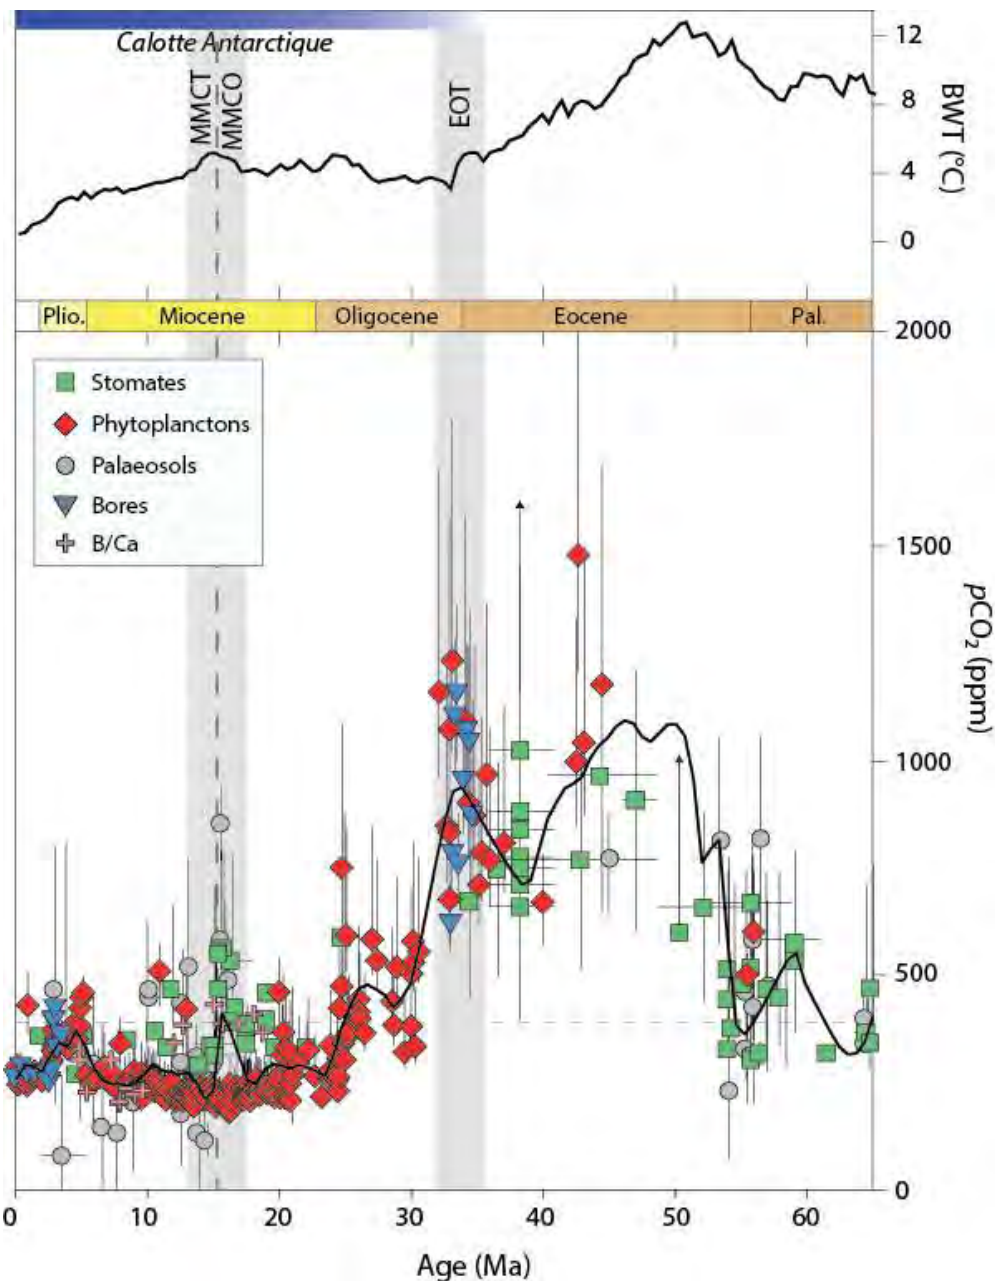 Calotte Antarctique
MMCT
MMCO
EOT
12
8
4
0
BWT (°C)
Plio.
Miocene
Oligocene
Eocene
Pal.
2000
Stomates
Phytoplanctons
Palaeosols
Bores
B/Ca
1500
1000
500
0
pCO₂ (ppm)
0 10 20 30 40 50 60
Age (Ma)